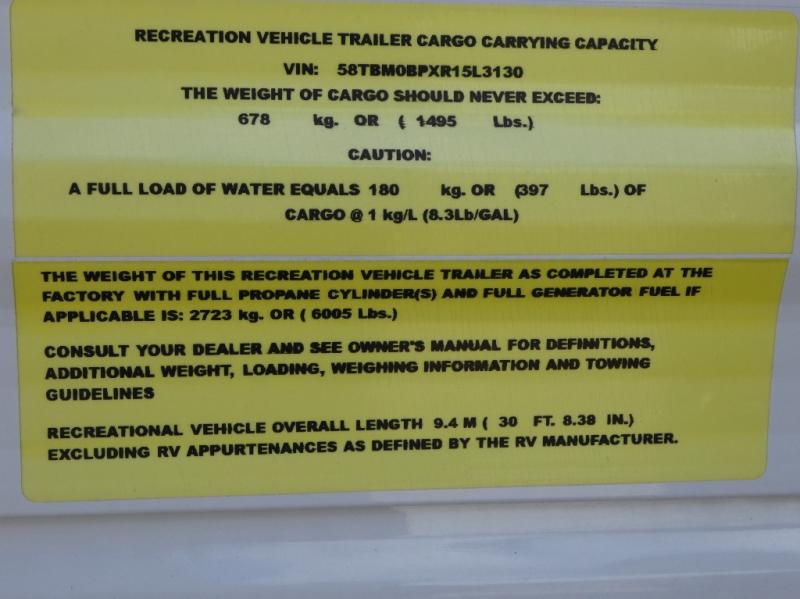 RECREATION VEHICLE TRAILER CARGO CARRYING CAPACITY
VIN: 58TBM0BPXR15L3130
THE WEIGHT OF CARGO SHOULD NEVER EXCEED:
678 kg. OR ( 1495 Lbs.)
CAUTION:
A FULL LOAD OF WATER EQUALS 180 kg. OR (397 Lbs.) OF
CARGO @ 1 kg/L (8.3Lb/GAL)
THE WEIGHT OF THIS RECREATION VEHICLE TRAILER AS COMPLETED AT THE
FACTORY WITH FULL PROPANE CYLINDER(S) AND FULL GENERATOR FUEL IF
APPLICABLE IS: 2723 kg. OR ( 6005 Lbs.)
CONSULT YOUR DEALER AND SEE OWNER'S MANUAL FOR DEFINITIONS,
ADDITIONAL WEIGHT, LOADING, WEIGHING INFORMATION AND TOWING
GUIDELINES
RECREATIONAL VEHICLE OVERALL LENGTH 9.4 M ( 30 FT. 8.38 IN.)
EXCLUDING RV APPURTENANCES AS DEFINED BY THE RV MANUFACTURER.